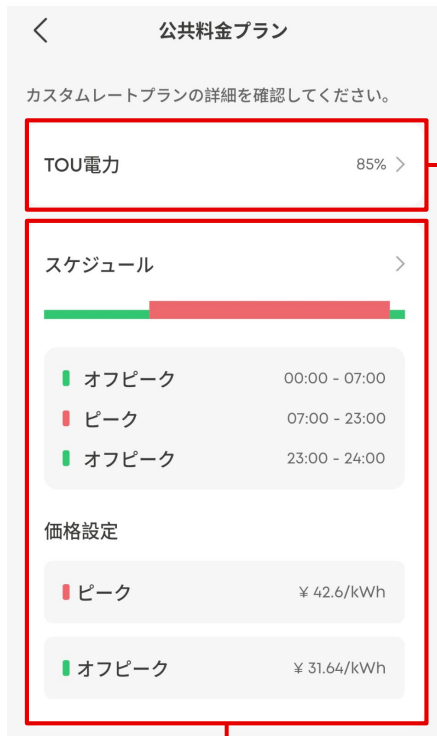 公共料金プラン
カスタムレートプランの詳細を確認してください。
TOU電力 85%
スケジュール
オフピーク 00:00 - 07:00
ピーク 07:00 - 23:00
オフピーク 23:00 - 24:00
価格設定
ピーク ¥ 42.6/kWh
オフピーク ¥ 31.64/kWh